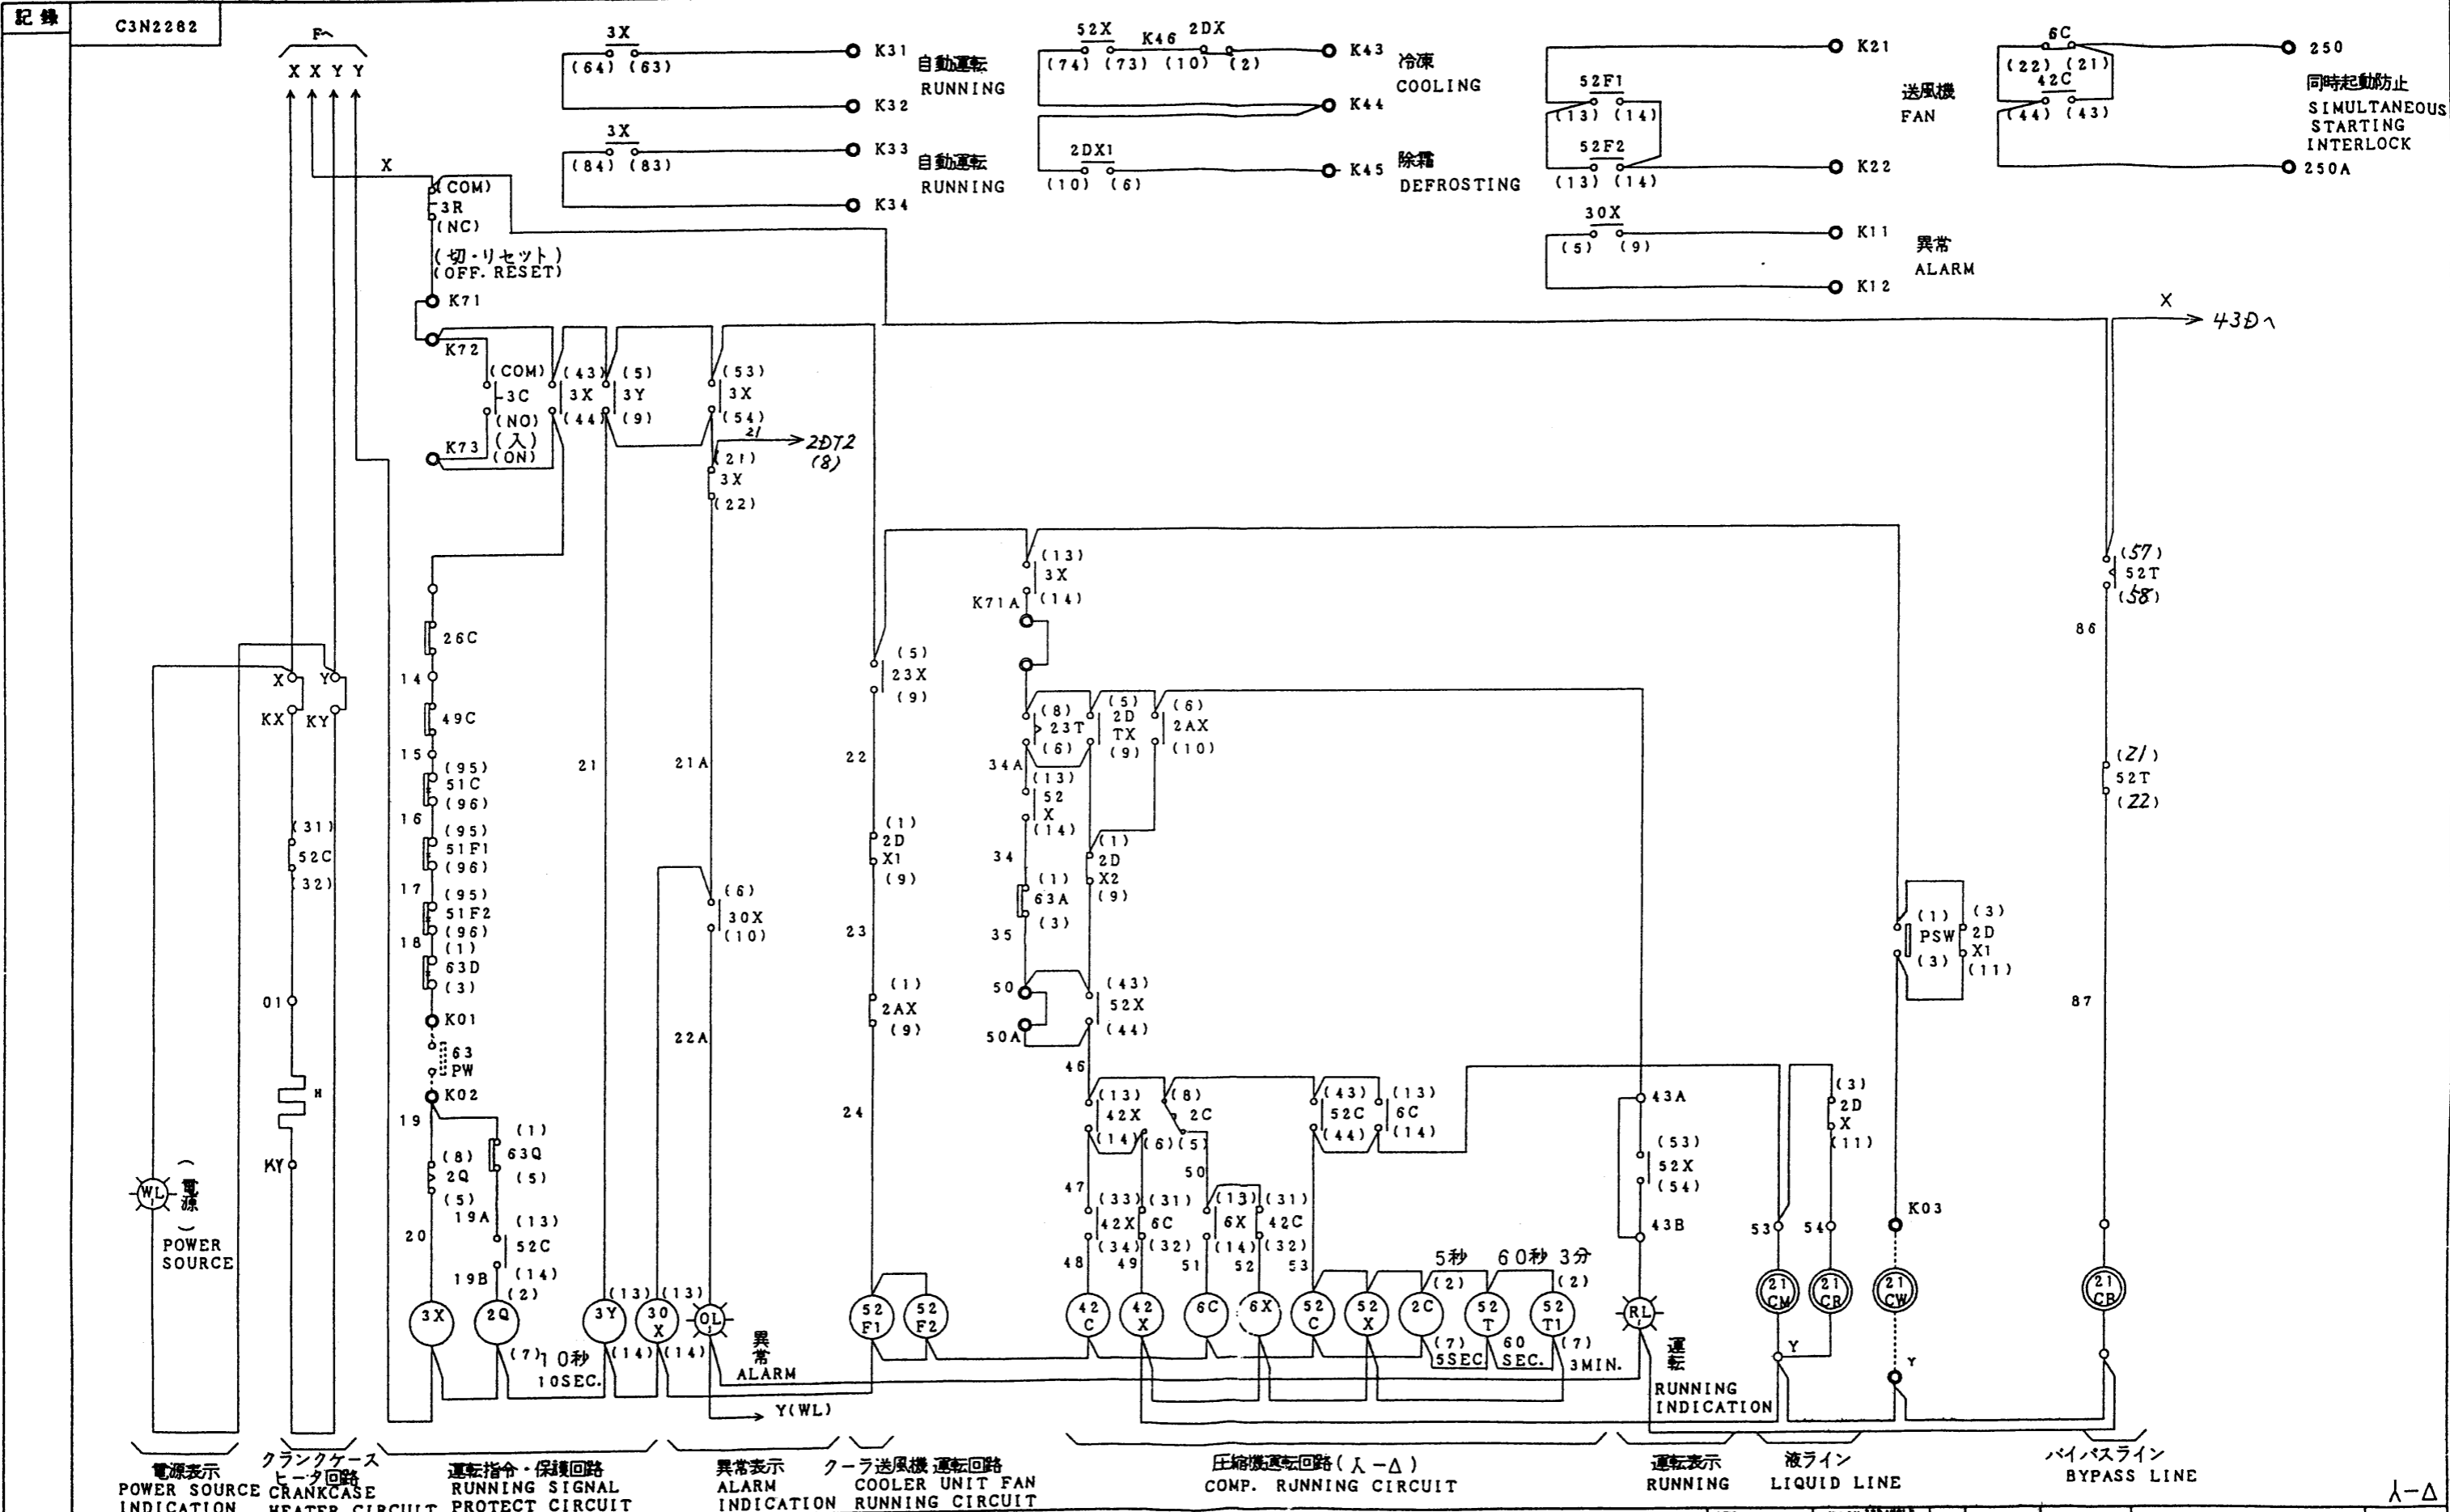 記録
C3N2282
Fへ
X X Y Y
X
3X
(64) (63)
K31
自動運転
RUNNING
K32
3X
(84) (83)
K33
自動運転
RUNNING
K34
52X K46 2DX
(74) (73) (10) (2)
K43
冷凍
COOLING
K44
2DX1
(10) (6)
K45
除霜
DEFROSTING
K21
52F1
(13) (14)
送風機
FAN
52F2
(13) (14)
K22
30X
(5) (9)
K11
異常
ALARM
K12
6C
(22) (21)
250
42C
(44) (43)
同時起動防止
SIMULTANEOUS
STARTING
INTERLOCK
250A
(COM)
3R
(NC)
(切・リセット)
(OFF. RESET)
K71
K72
(COM)
3C
(NO)
(入)
(ON)
K73
(43)
3X
(44)
(5)
3Y
(9)
(53)
3X
(54)
21
2DT2
(8)
(21)
3X
(22)
X
43Dへ
26C
14
49C
15
(95)
51C
(96)
16
(95)
51F1
(96)
17
(95)
51F2
(96)
18
(1)
63D
(3)
K01
63
PW
K02
19
(8)
2Q
(5)
20
(1)
63Q
(5)
19A
(13)
52C
(14)
19B
(2)
3X
2Q
(7)
10秒
10SEC.
X
Y
KX
KY
(31)
52C
(32)
01
H
KY
WL
(電源)
POWER
SOURCE
21
21A
(6)
30X
(10)
22A
3Y
(13)
(14)
30
X
(13)
(14)
OL
異常
ALARM
Y(WL)
(5)
23X
(9)
22
(1)
2D
X1
(9)
23
(1)
2AX
(9)
24
52
F1
52
F2
(13)
3X
(14)
K71A
(8)
23T
(6)
(5)
2D
TX
(9)
(6)
2AX
(10)
34A
(13)
52
X
(14)
34
(1)
63A
(3)
35
(1)
2D
X2
(9)
50
50A
(43)
52X
(44)
46
(13)
42X
(14)
(8)
2C
(6) (5)
50
(43)
52C
(44)
(13)
6C
(14)
47
(33)
42X
(34)
(31)
6C
(32)
(13)
6X
(14)
(31)
42C
(32)
48
49
51
52
53
5秒 60秒 3分
(2)
(2)
42
C
42
X
6C
6X
52
C
52
X
2C
52
T
52
T1
(7)
5SEC
60
SEC.
(7)
3MIN.
43A
(53)
52X
(54)
43B
RL
運転
RUNNING
INDICATION
(3)
2D
X
(11)
53
54
21
CM
21
CR
Y
(1)
PSW
(3)
(3)
2D
X1
(11)
K03
21
CW
Y
(57)
52T
(58)
86
(21)
52T
(22)
87
21
CB
電源表示
POWER SOURCE
INDICATION
クランクケース
ヒータ回路
CRANKCASE
HEATER CIRCUIT
運転指令・保護回路
RUNNING SIGNAL
PROTECT CIRCUIT
異常表示
ALARM
INDICATION
クーラ送風機 運転回路
COOLER UNIT FAN
RUNNING CIRCUIT
圧縮機運転回路(人-Δ)
COMP. RUNNING CIRCUIT
運転表示
RUNNING
液ライン
LIQUID LINE
バイパスライン
BYPASS LINE
人-Δ